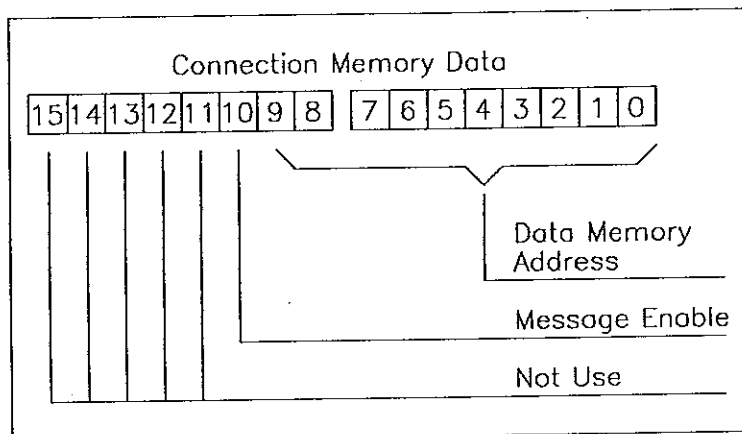 Connection Memory Data
15 14 13 12 11 10 9 8 7 6 5 4 3 2 1 0
Data Memory
Address
Message Enable
Not Use